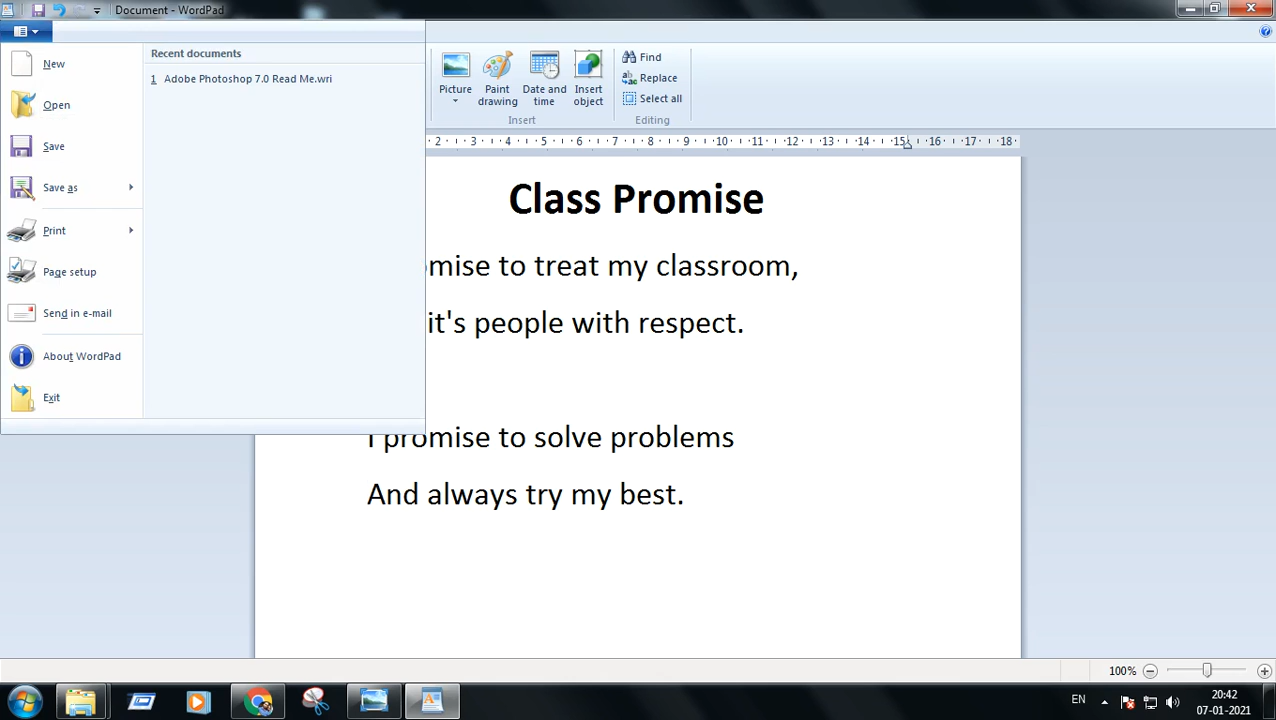 Document - WordPad
Recent documents
1 Adobe Photoshop 7.0 Read Me.wri
New
Open
Save
Save as
Print
Page setup
Send in e-mail
About WordPad
Exit
Picture
Paint drawing
Date and time
Insert object
Insert
Find
Replace
Select all
Editing
2 3 4 5 6 7 8 9 10 11 12 13 14 15 16 17 18
Class Promise
omise to treat my classroom,
it's people with respect.
I promise to solve problems
And always try my best.
100%
EN
20:42
07-01-2021